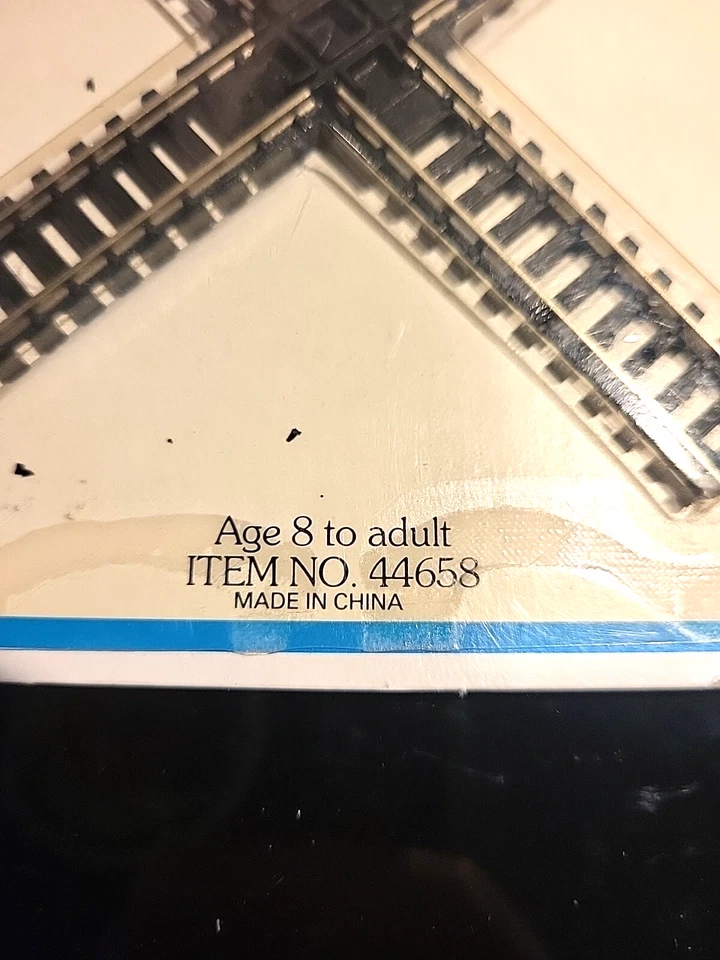 Age 8 to adult
ITEM NO. 44658
MADE IN CHINA